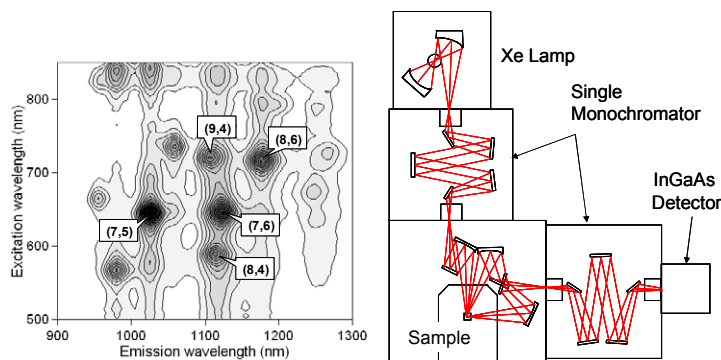 Excitation wavelength (nm)
800
700
600
500
(9,4)
(8,6)
(7,5)
(7,6)
(8,4)
900
1000
1100
1200
1300
Emission wavelength (nm)
Xe Lamp
Single
Monochromator
InGaAs
Detector
Sample